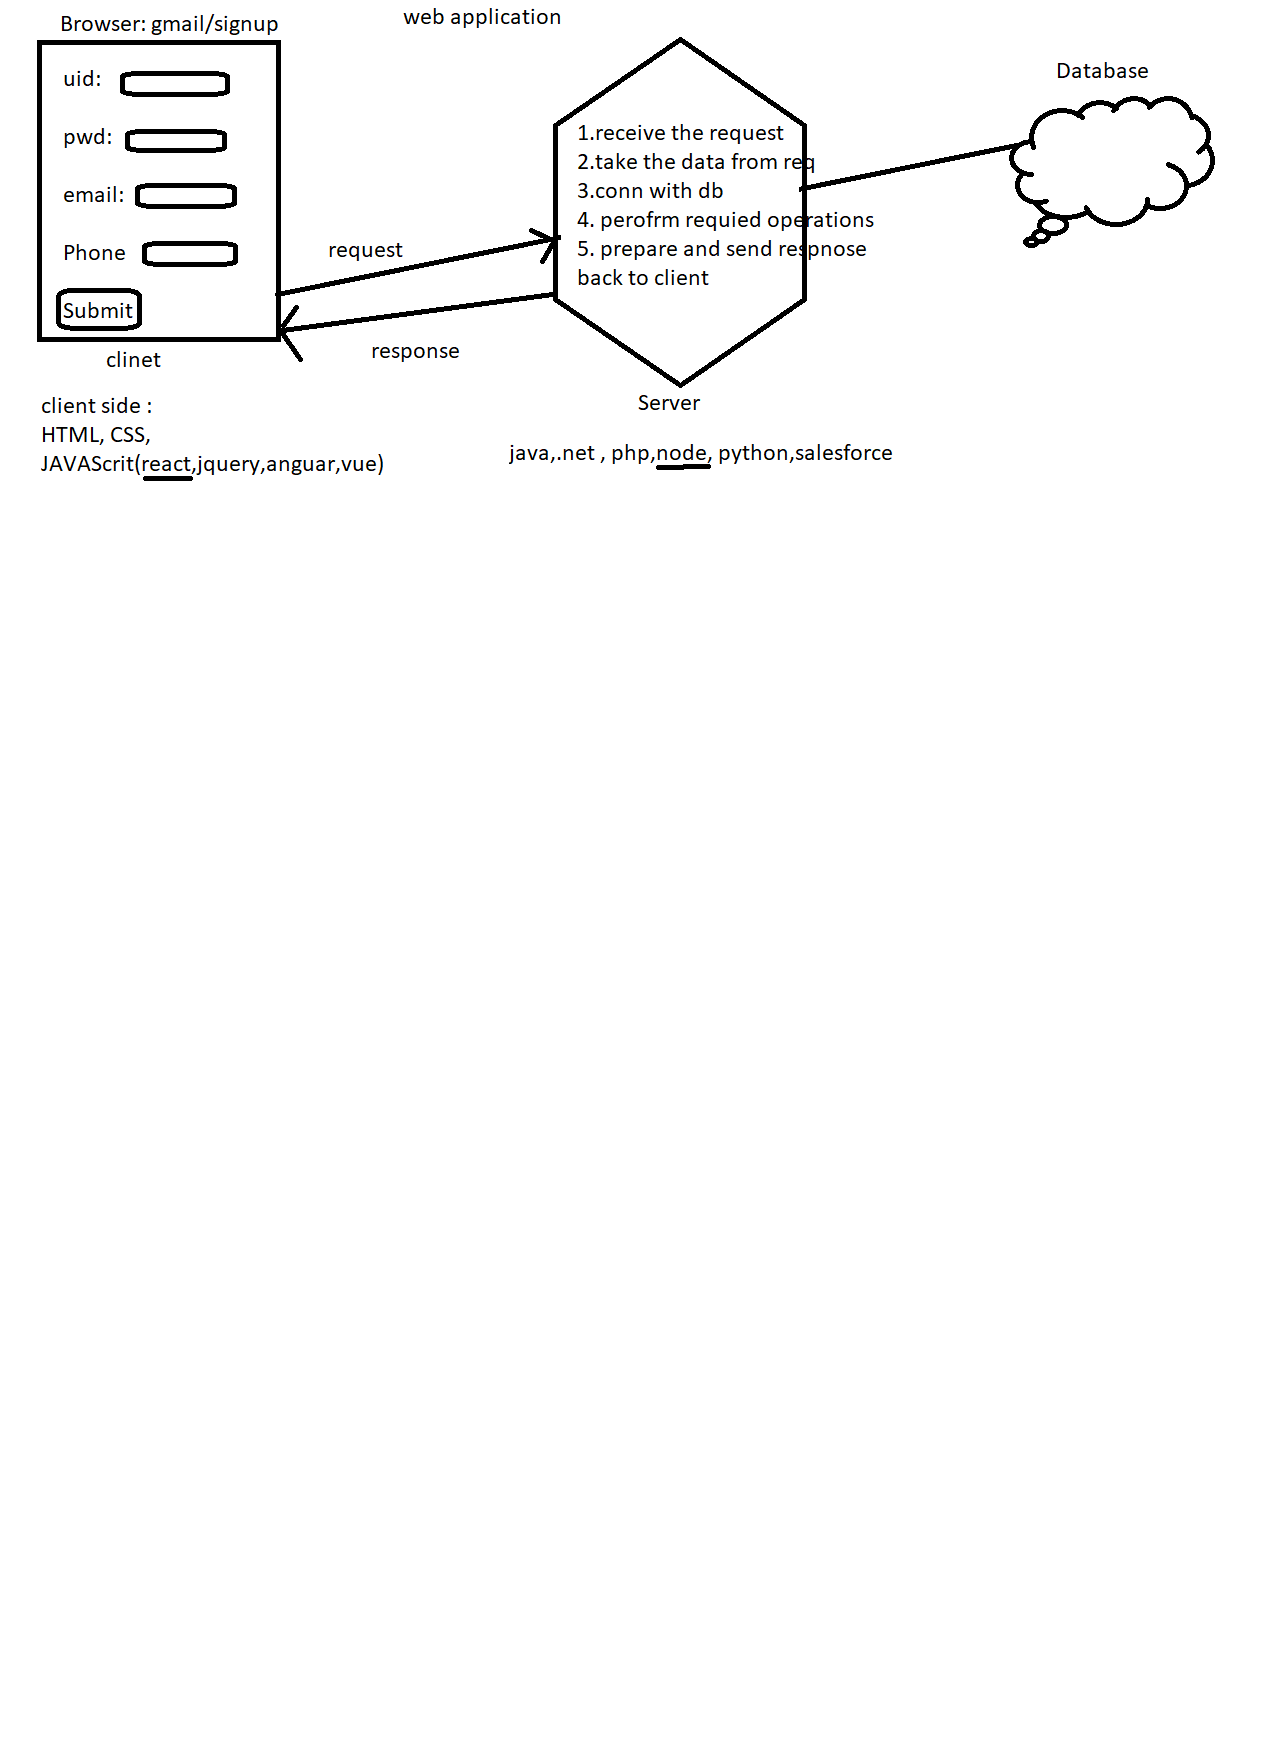 web application
Browser: gmail/signup
uid:
pwd:
email:
Phone
Submit
clinet
request
response
1.receive the request
2.take the data from req
3.conn with db
4. perofrm requied operations
5. prepare and send respnose
back to client
Server
Database
client side :
HTML, CSS,
JAVAScrit(react,jquery,anguar,vue)
java,.net , php,node, python,salesforce